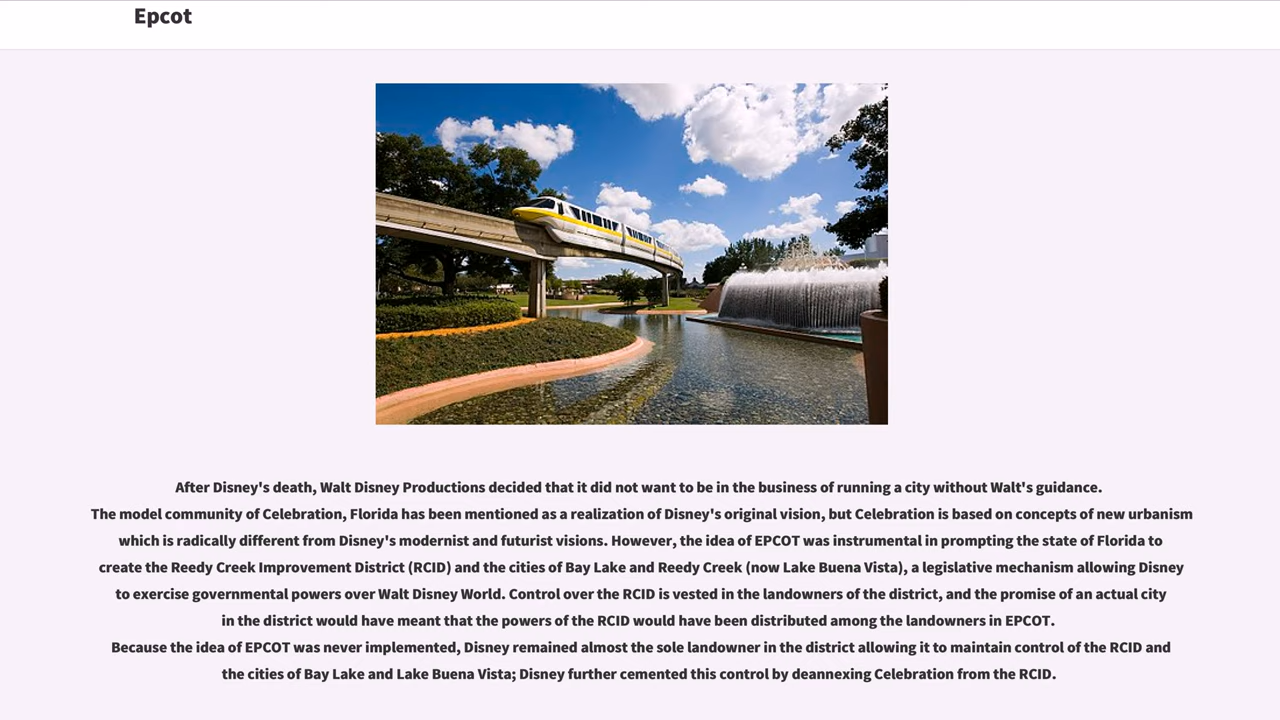 Epcot
After Disney's death, Walt Disney Productions decided that it did not want to be in the business of running a city without Walt's guidance.
The model community of Celebration, Florida has been mentioned as a realization of Disney's original vision, but Celebration is based on concepts of new urbanism
which is radically different from Disney's modernist and futurist visions. However, the idea of EPCOT was instrumental in prompting the state of Florida to
create the Reedy Creek Improvement District (RCID) and the cities of Bay Lake and Reedy Creek (now Lake Buena Vista), a legislative mechanism allowing Disney
to exercise governmental powers over Walt Disney World. Control over the RCID is vested in the landowners of the district, and the promise of an actual city
in the district would have meant that the powers of the RCID would have been distributed among the landowners in EPCOT.
Because the idea of EPCOT was never implemented, Disney remained almost the sole landowner in the district allowing it to maintain control of the RCID and
the cities of Bay Lake and Lake Buena Vista; Disney further cemented this control by deannexing Celebration from the RCID.